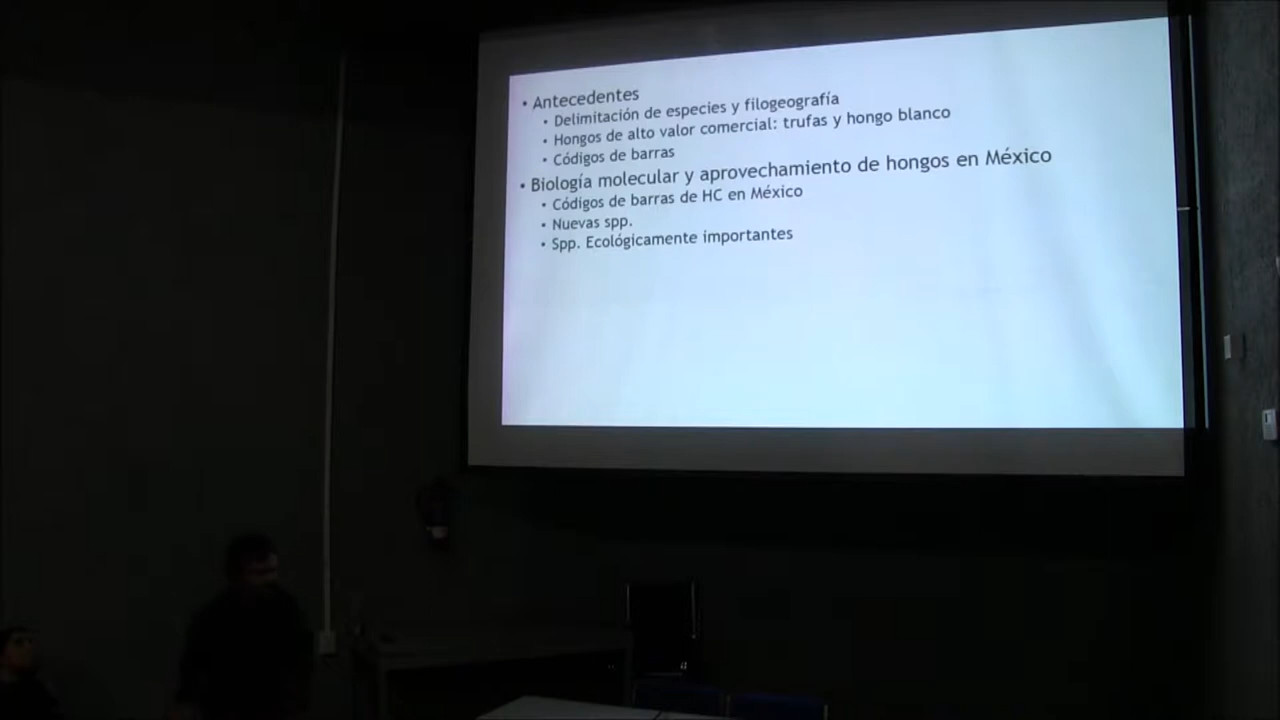 • Antecedentes
• Delimitación de especies y filogeografía
• Hongos de alto valor comercial: trufas y hongo blanco
• Códigos de barras
• Biología molecular y aprovechamiento de hongos en México
• Códigos de barras de HC en México
• Nuevas spp.
• Spp. Ecológicamente importantes